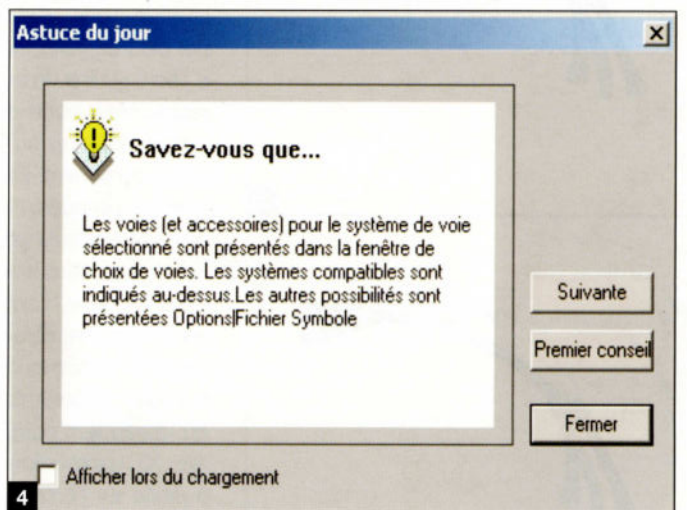 Astuce du jour
Savez-vous que...
Les voies (et accessoires) pour le système de voie
sélectionné sont présentés dans la fenêtre de
choix de voies. Les systèmes compatibles sont
indiqués au-dessus.Les autres possibilités sont
présentées Options|Fichier Symbole
Suivante
Premier conseil
Fermer
Afficher lors du chargement
4